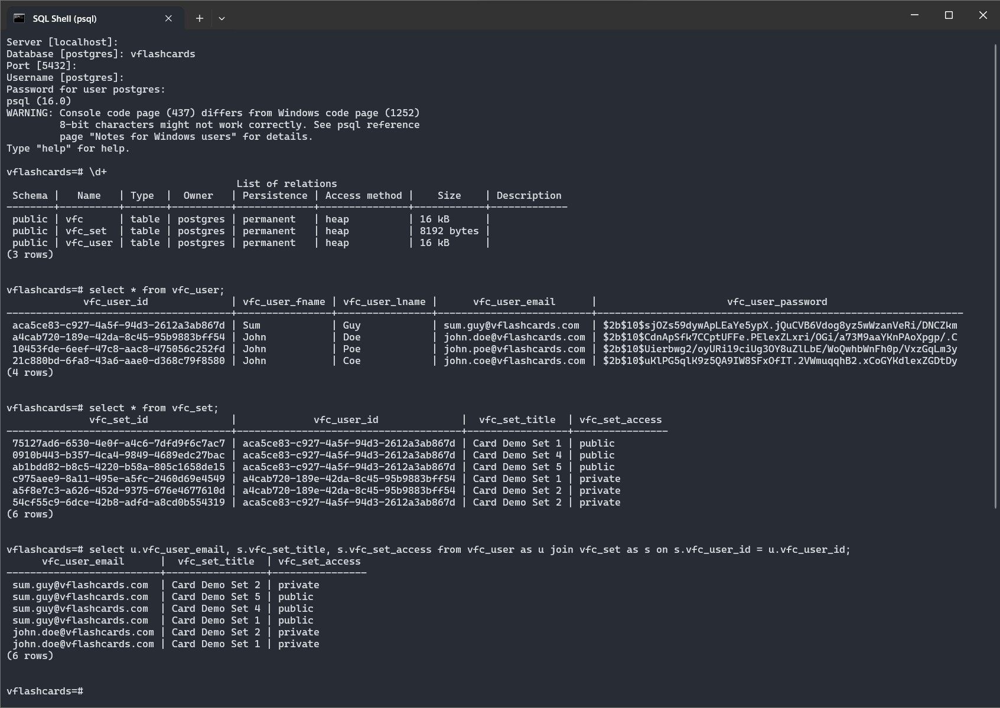 SQL Shell (psql)
Server [localhost]:
Database [postgres]: vflashcards
Port [5432]:
Username [postgres]:
Password for user postgres:
psql (16.0)
WARNING: Console code page (437) differs from Windows code page (1252)
         8-bit characters might not work correctly. See psql reference
         page "Notes for Windows users" for details.
Type "help" for help.

vflashcards=# \d+
                                       List of relations
 Schema |   Name   | Type  |  Owner   | Persistence | Access method |    Size    | Description
--------+----------+-------+----------+-------------+---------------+------------+-------------
 public | vfc      | table | postgres | permanent   | heap          | 16 kB      |
 public | vfc_set  | table | postgres | permanent   | heap          | 8192 bytes |
 public | vfc_user | table | postgres | permanent   | heap          | 16 kB      |
(3 rows)


vflashcards=# select * from vfc_user;
             vfc_user_id              | vfc_user_fname | vfc_user_lname |      vfc_user_email      |                      vfc_user_password
--------------------------------------+----------------+----------------+--------------------------+--------------------------------------------------------------
 aca5ce83-c927-4a5f-94d3-2612a3ab867d | Sum            | Guy            | sum.guy@vflashcards.com  | $2b$10$sjOZs59dywApLEaYe5ypX.jQuCVB6Vdog8yz5wWzanVeRi/DNCZkm
 a4cab720-189e-42da-8c45-95b9883bff54 | John           | Doe            | john.doe@vflashcards.com | $2b$10$CdnApSfk7CCptUFFe.PElexZLxri/OGi/a73M9aaYKnPAoXpgp/.C
 10453fde-6eef-47c8-aac8-475056c252fd | John           | Poe            | john.poe@vflashcards.com | $2b$10$Uierbwg2/oyURi19ciUg3OY8uZlLbE/WoQwhbWnFh0p/VxzGqLm3y
 21c880bd-6fa8-43a6-aae0-d368c79f8580 | John           | Coe            | john.coe@vflashcards.com | $2b$10$uKlPG5qlK9z5QA9IW8SFxOfIT.2VWmuqqhB2.xCoGYKdlexZGDtDy
(4 rows)


vflashcards=# select * from vfc_set;
              vfc_set_id              |             vfc_user_id              |  vfc_set_title  | vfc_set_access
--------------------------------------+--------------------------------------+-----------------+----------------
 75127ad6-6530-4e0f-a4c6-7dfd9f6c7ac7 | aca5ce83-c927-4a5f-94d3-2612a3ab867d | Card Demo Set 1 | public
 0910b443-b357-4ca4-9849-4689edc27bac | aca5ce83-c927-4a5f-94d3-2612a3ab867d | Card Demo Set 4 | public
 ab1bdd82-b8c5-4220-b58a-805c1658de15 | aca5ce83-c927-4a5f-94d3-2612a3ab867d | Card Demo Set 5 | public
 c975aee9-8a11-495e-a5fc-2460d69e4549 | a4cab720-189e-42da-8c45-95b9883bff54 | Card Demo Set 1 | private
 a5f8e7c3-a626-452d-9375-676e4677610d | a4cab720-189e-42da-8c45-95b9883bff54 | Card Demo Set 2 | private
 54cf55c9-6dce-42b8-adfd-a8cd0b554319 | aca5ce83-c927-4a5f-94d3-2612a3ab867d | Card Demo Set 2 | private
(6 rows)


vflashcards=# select u.vfc_user_email, s.vfc_set_title, s.vfc_set_access from vfc_user as u join vfc_set as s on s.vfc_user_id = u.vfc_user_id;
      vfc_user_email      |  vfc_set_title  | vfc_set_access
--------------------------+-----------------+----------------
 sum.guy@vflashcards.com  | Card Demo Set 2 | private
 sum.guy@vflashcards.com  | Card Demo Set 5 | public
 sum.guy@vflashcards.com  | Card Demo Set 4 | public
 sum.guy@vflashcards.com  | Card Demo Set 1 | public
 john.doe@vflashcards.com | Card Demo Set 2 | private
 john.doe@vflashcards.com | Card Demo Set 1 | private
(6 rows)


vflashcards=#